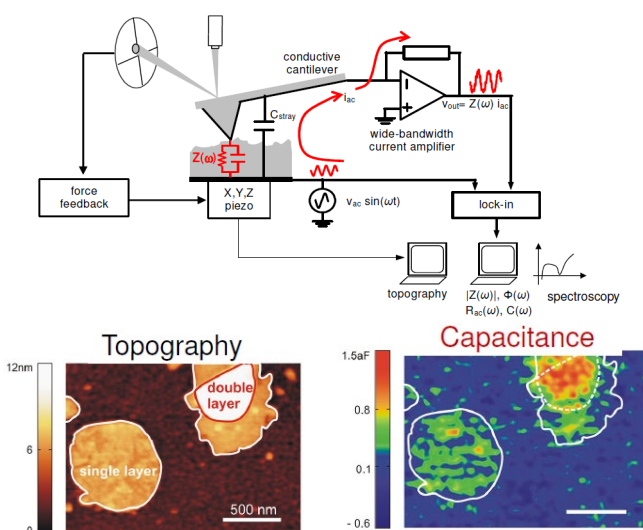 conductive
cantilever
C_stray
i_ac
v_out= Z(ω) i_ac
wide-bandwidth
current amplifier
Z(ω)
force
feedback
X,Y,Z
piezo
v_ac sin(ωt)
lock-in
topography
|Z(ω)|, Φ(ω)
R_ac(ω), C(ω)
spectroscopy
Topography
12nm
6
0
double
layer
single layer
500 nm
Capacitance
1.5aF
0.8
0.1
- 0.6